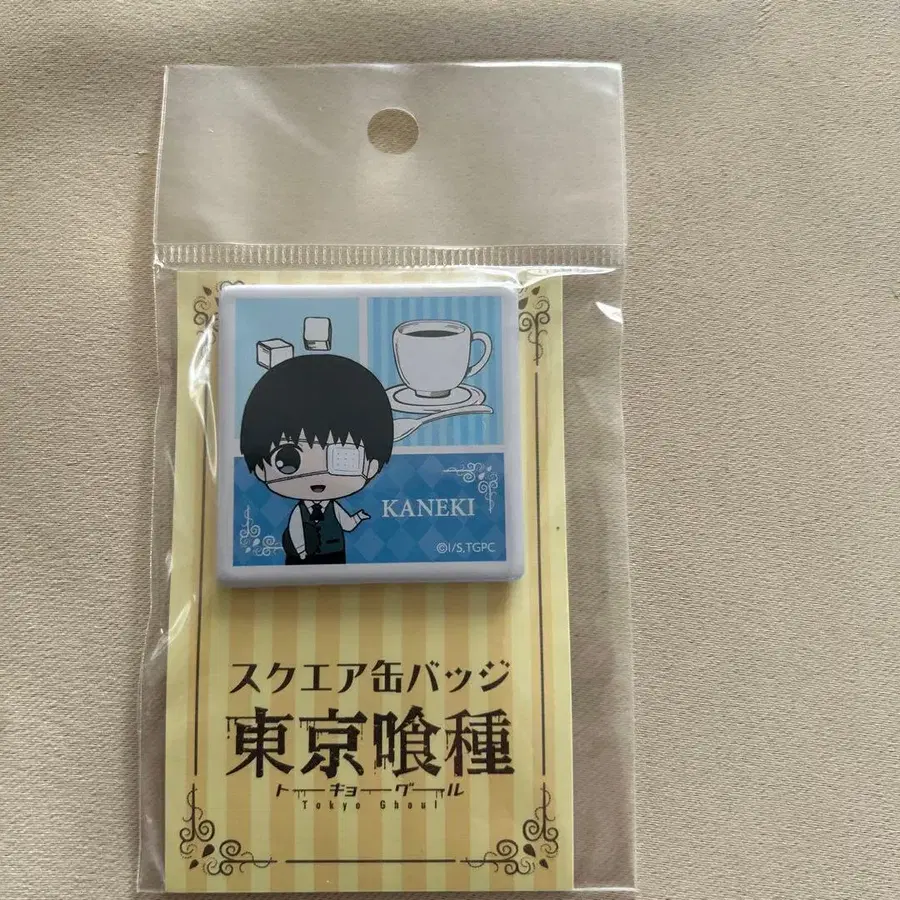 KANEKI
©I/S,TGPC
スクエア缶バッジ
東京喰種
トーキョーグール
Tokyo Ghoul